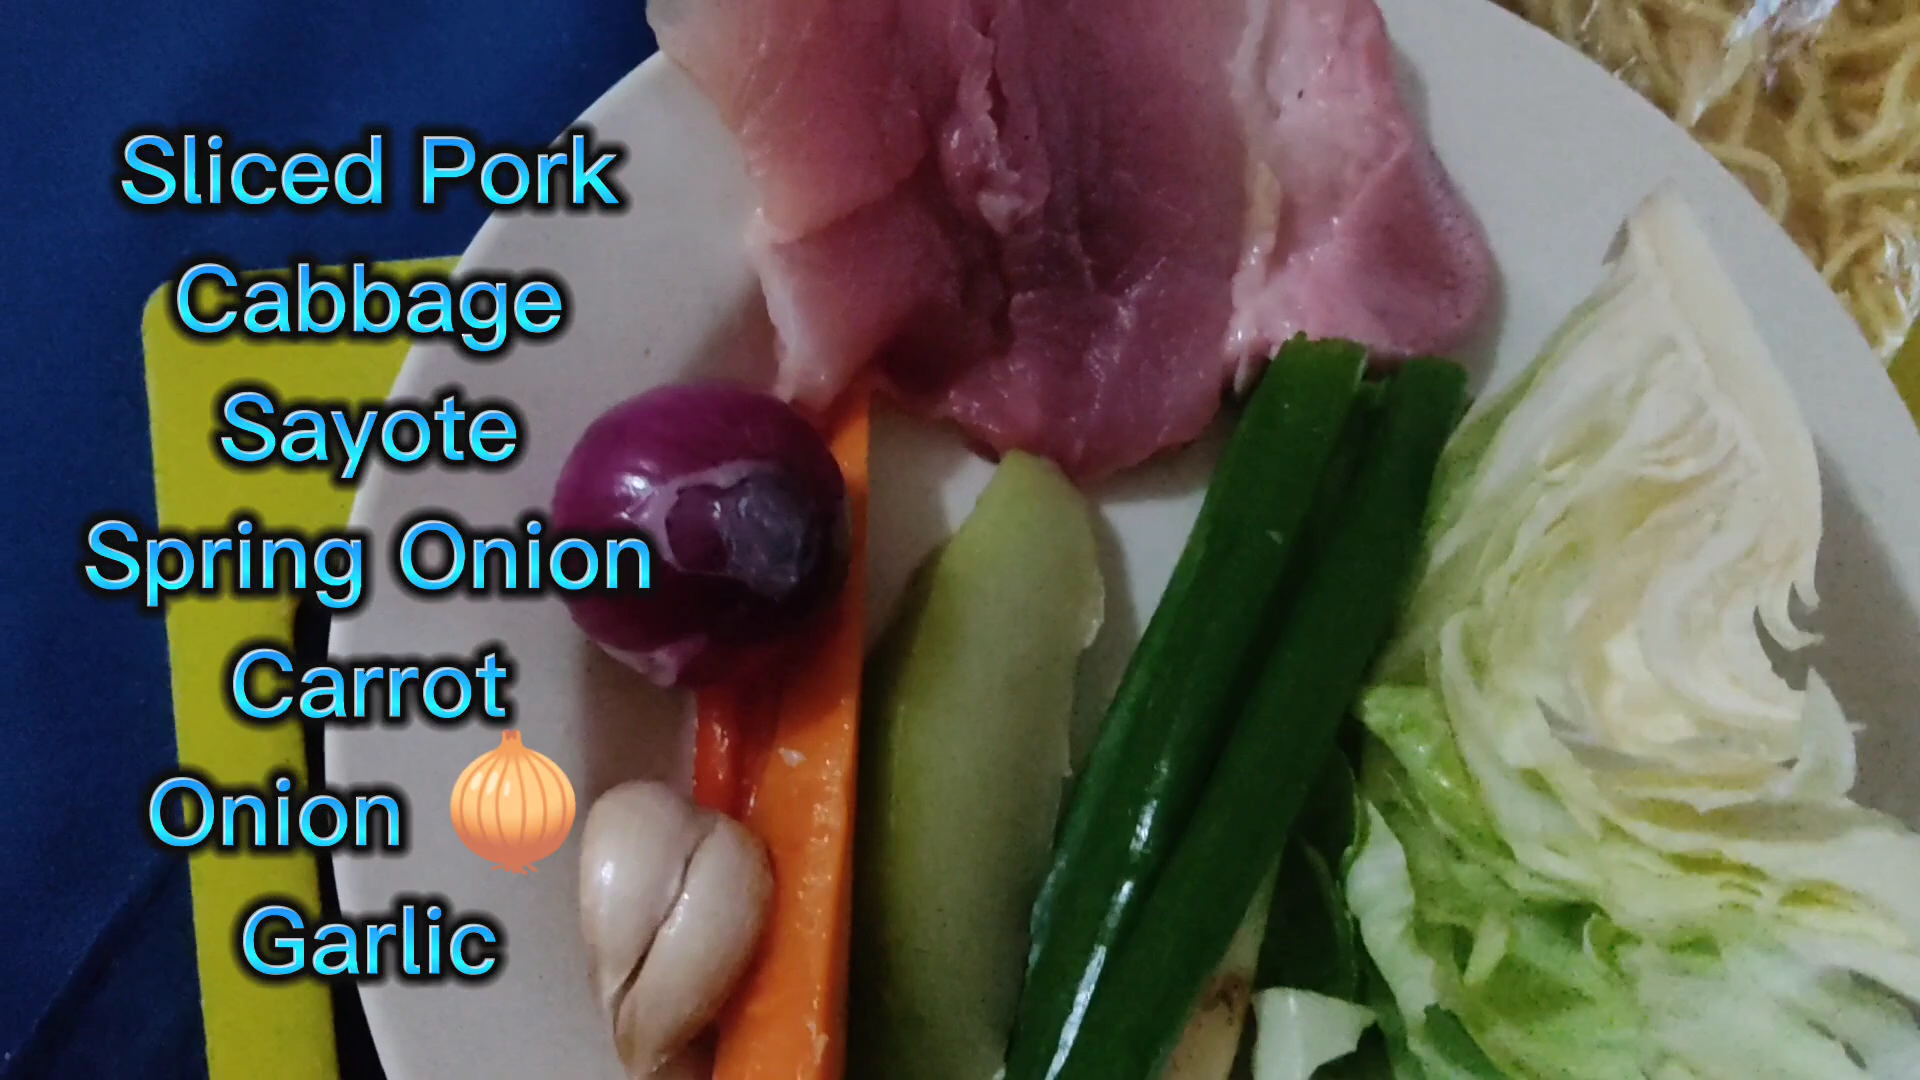 Sliced Pork
Cabbage
Sayote
Spring Onion
Carrot
Onion 🧅
Garlic